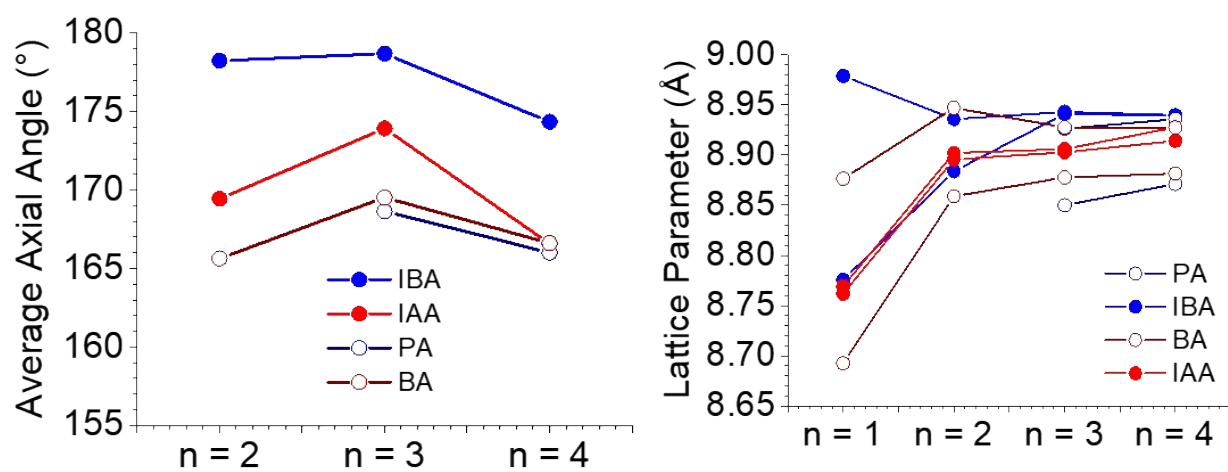 Average Axial Angle (°)
180
175
170
165
160
155
IBA
IAA
PA
BA
n = 2 n = 3 n = 4
Lattice Parameter (Å)
9.00
8.95
8.90
8.85
8.80
8.75
8.70
8.65
PA
IBA
BA
IAA
n = 1 n = 2 n = 3 n = 4